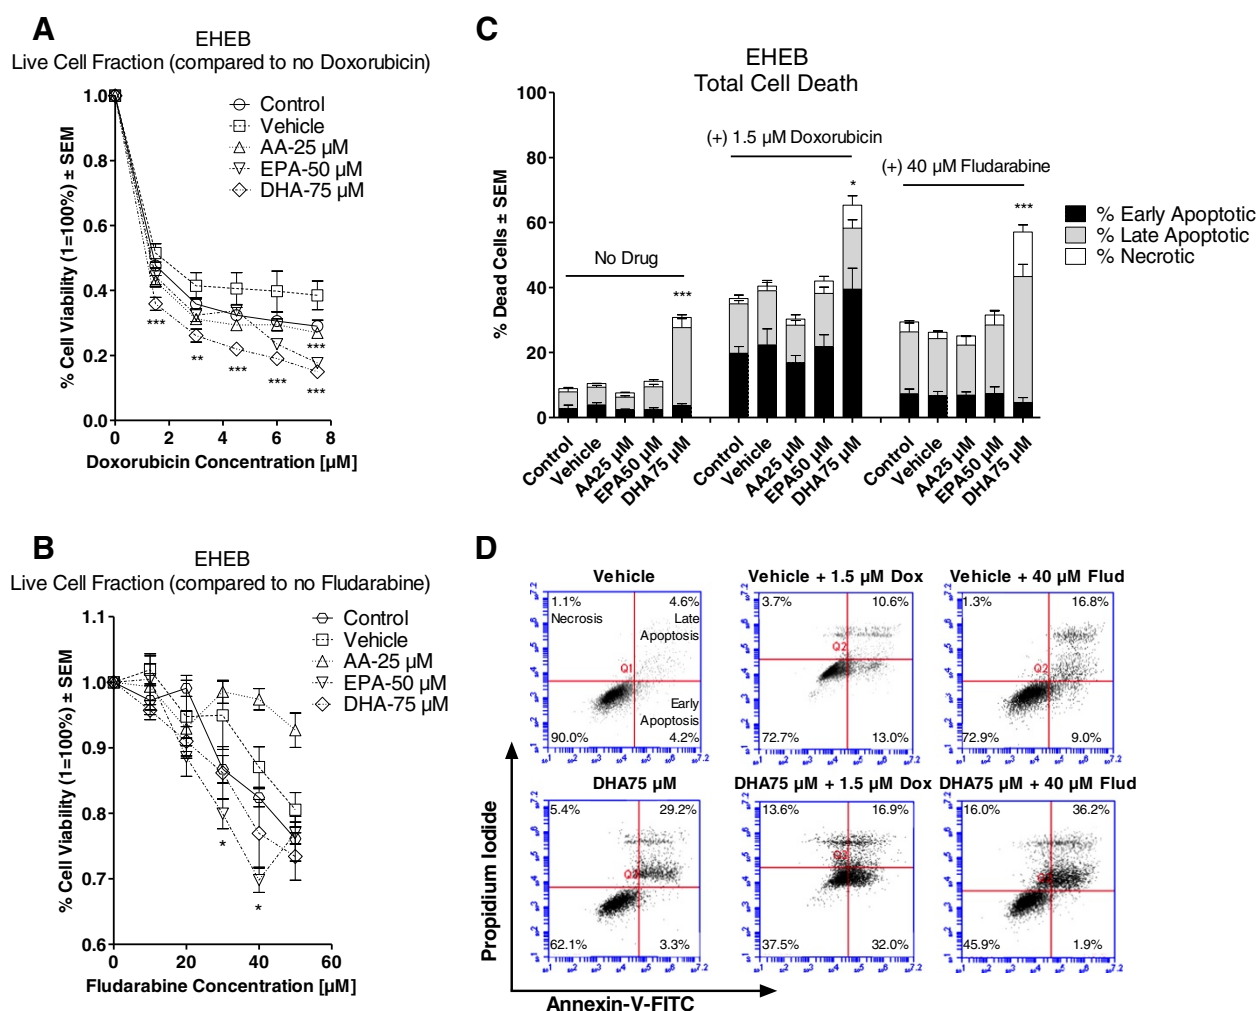 A
EHEB
Live Cell Fraction (compared to no Doxorubicin)
% Cell Viability (1=100%) ± SEM
1.0
0.8
0.6
0.4
0.2
0.0
0 2 4 6 8
Doxorubicin Concentration [µM]
Control
Vehicle
AA-25 µM
EPA-50 µM
DHA-75 µM
***
**
***
***
***
***
B
EHEB
Live Cell Fraction (compared to no Fludarabine)
% Cell Viability (1=100%) ± SEM
1.1
1.0
0.9
0.8
0.7
0.6
0 20 40 60
Fludarabine Concentration [µM]
Control
Vehicle
AA-25 µM
EPA-50 µM
DHA-75 µM
*
*
C
EHEB
Total Cell Death
% Dead Cells ± SEM
100
80
60
40
20
0
No Drug
***
(+) 1.5 µM Doxorubicin
*
(+) 40 µM Fludarabine
***
% Early Apoptotic
% Late Apoptotic
% Necrotic
Control
Vehicle
AA25 µM
EPA50 µM
DHA75 µM
Control
Vehicle
AA25 µM
EPA50 µM
DHA75 µM
Control
Vehicle
AA25 µM
EPA50 µM
DHA75 µM
D
Vehicle
1.1% 4.6%
Necrosis Late
Apoptosis
Q1
Early
Apoptosis
90.0% 4.2%
Vehicle + 1.5 µM Dox
3.7% 10.6%
Q2
72.7% 13.0%
Vehicle + 40 µM Flud
1.3% 16.8%
Q2
72.9% 9.0%
DHA75 µM
5.4% 29.2%
62.1% 3.3%
DHA75 µM + 1.5 µM Dox
13.6% 16.9%
37.5% 32.0%
DHA75 µM + 40 µM Flud
16.0% 36.2%
45.9% 1.9%
Propidium Iodide
Annexin-V-FITC